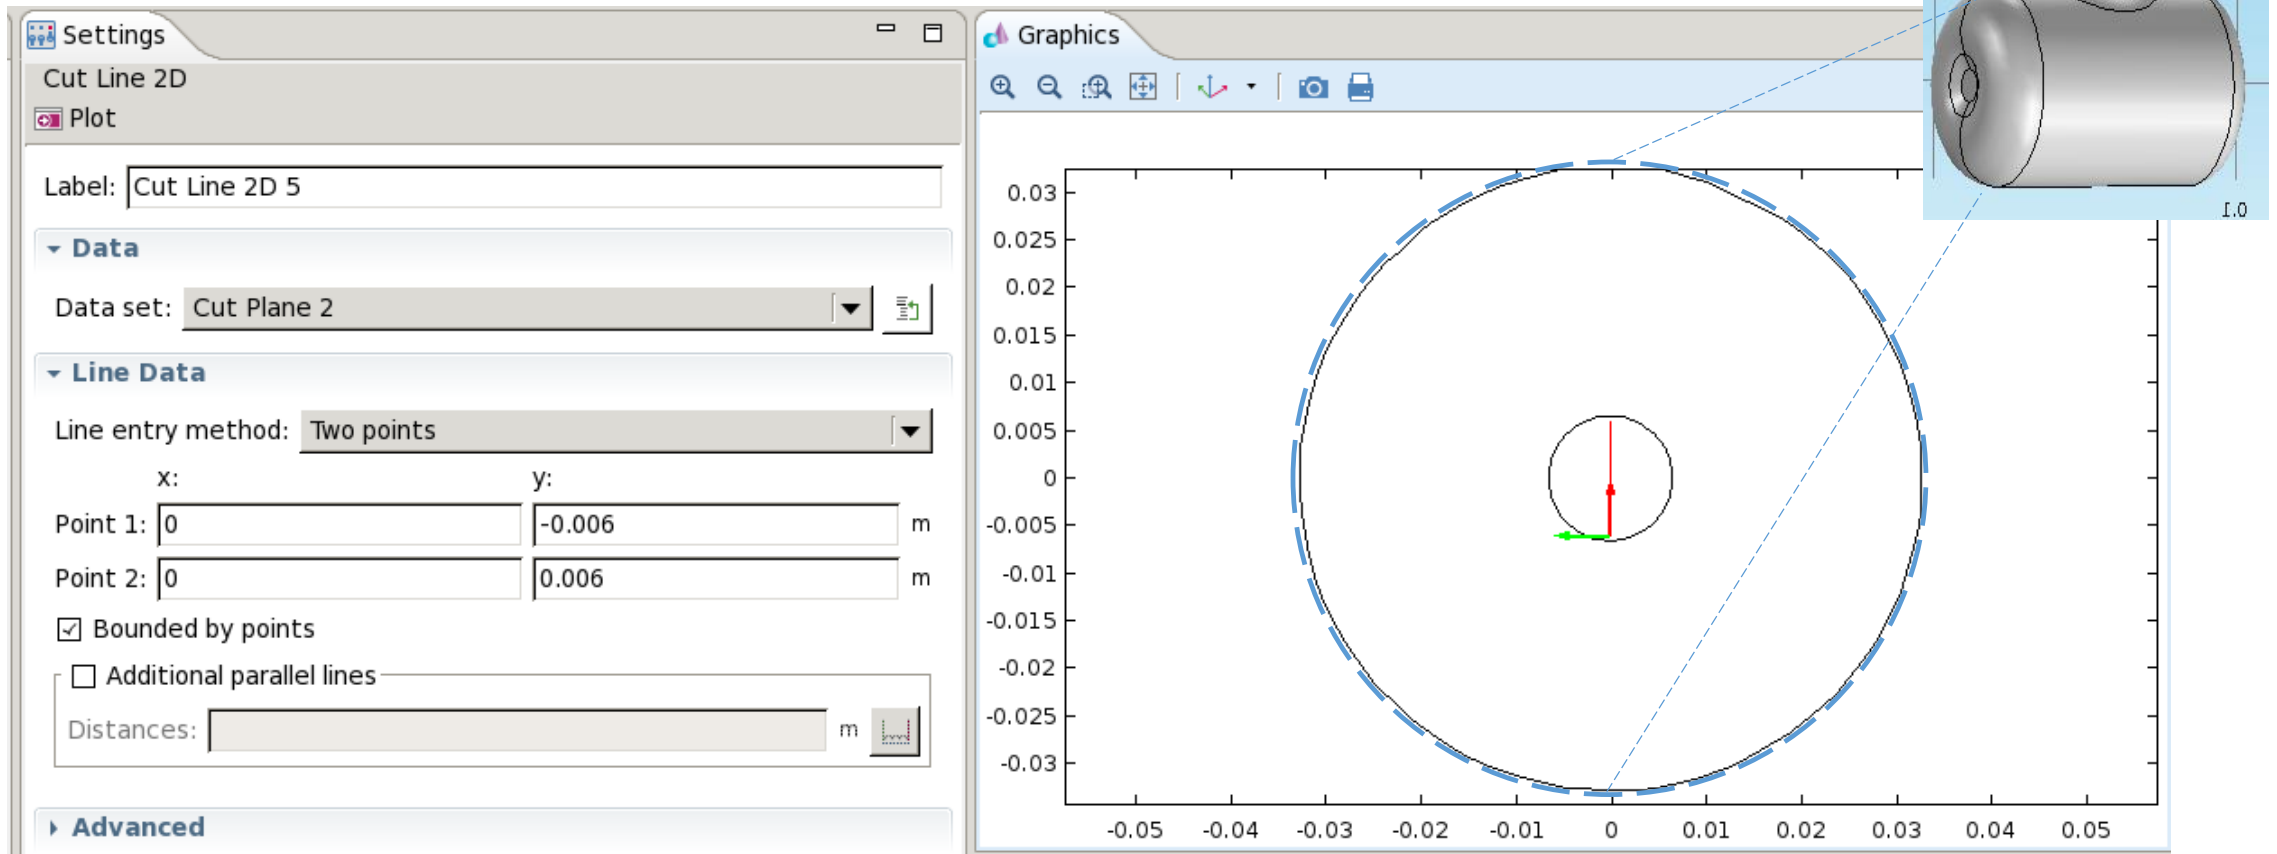 Settings
Cut Line 2D
Plot
Label: Cut Line 2D 5
Data
Data set: Cut Plane 2
Line Data
Line entry method: Two points
x: y:
Point 1: 0 -0.006 m
Point 2: 0 0.006 m
Bounded by points
Additional parallel lines
Distances: m
Advanced
Graphics
0.03
0.025
0.02
0.015
0.01
0.005
0
-0.005
-0.01
-0.015
-0.02
-0.025
-0.03
-0.05 -0.04 -0.03 -0.02 -0.01 0 0.01 0.02 0.03 0.04 0.05
0.1